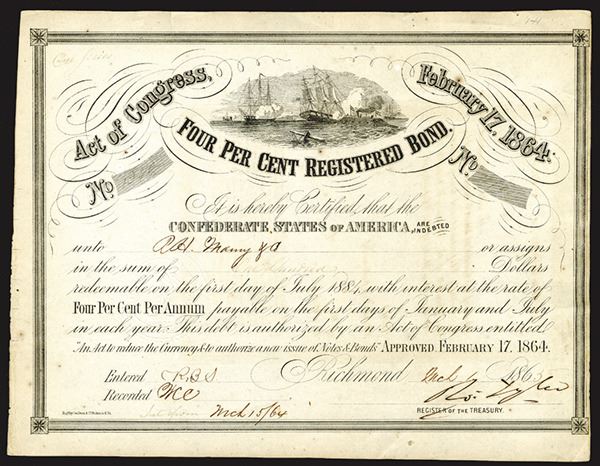 Act of Congress, February 17, 1864.
FOUR PER CENT REGISTERED BOND.
No No
It is hereby Certified, that the
CONFEDERATE, STATES OF AMERICA, ARE INDEBTED
unto or assigns
in the sum of Dollars
redeemable on the first day of July 1884, with interest at the rate of
Four Per Cent Per Annum payable on the first days of January and July
in each year. This debt is authorized by an Act of Congress entitled
"An Act to reduce the Currency & to authorize a new issue of Notes & Bonds" APPROVED, FEBRUARY 17, 1864.
Entered Richmond 186
Recorded
REGISTER OF THE TREASURY.
Mch 15/64